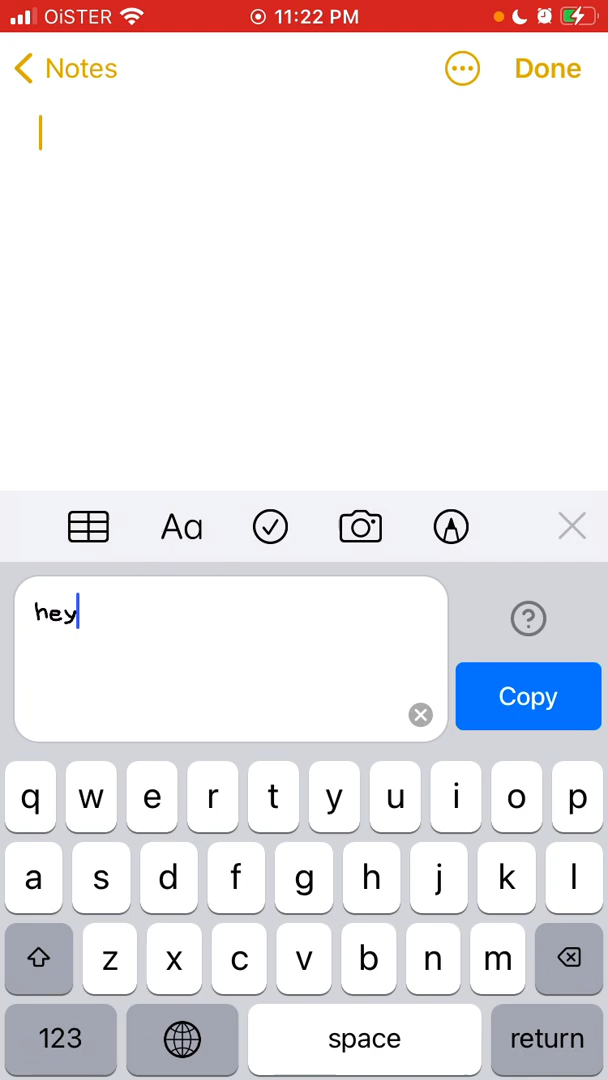 OiSTER 11:22 PM
Notes Done
Aa
hey
?
Copy
q w e r t y u i o p
a s d f g h j k l
z x c v b n m
123 space return